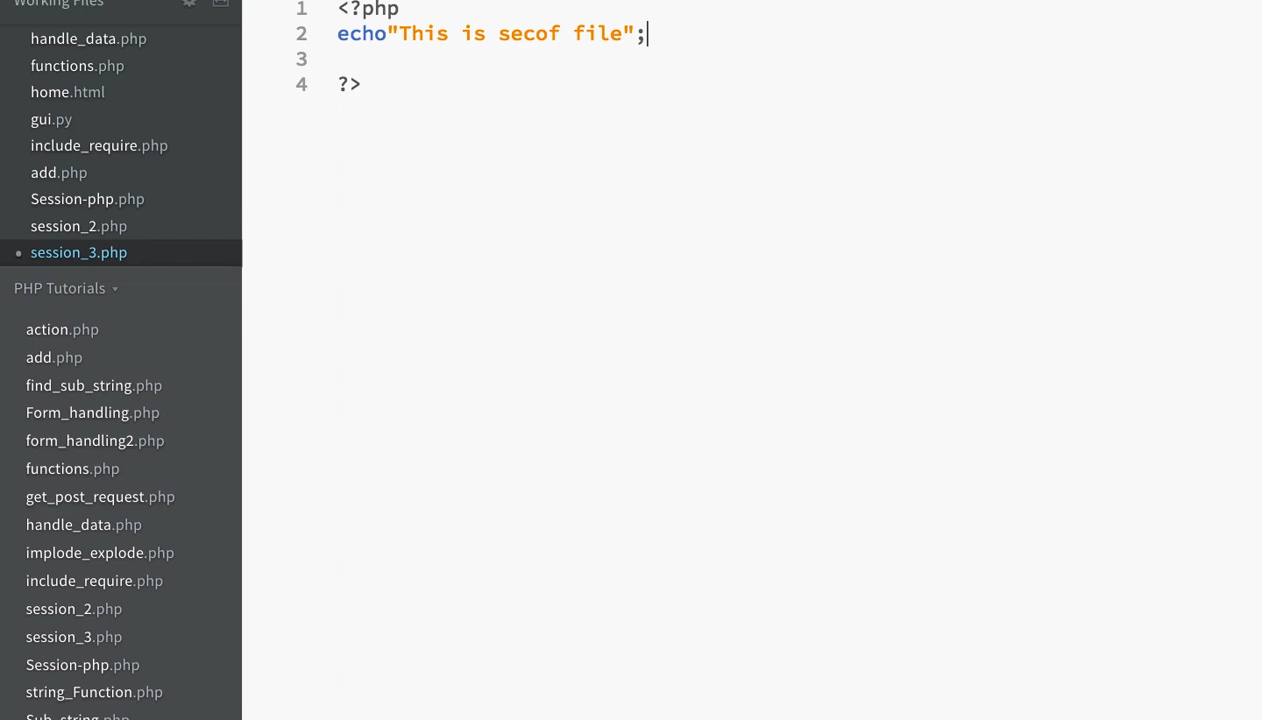 Working Files
handle_data.php
functions.php
home.html
gui.py
include_require.php
add.php
Session-php.php
session_2.php
session_3.php
PHP Tutorials
action.php
add.php
find_sub_string.php
Form_handling.php
form_handling2.php
functions.php
get_post_request.php
handle_data.php
implode_explode.php
include_require.php
session_2.php
session_3.php
Session-php.php
string_Function.php
Sub_string.php
1 <?php
2 echo"This is secof file";
3
4 ?>